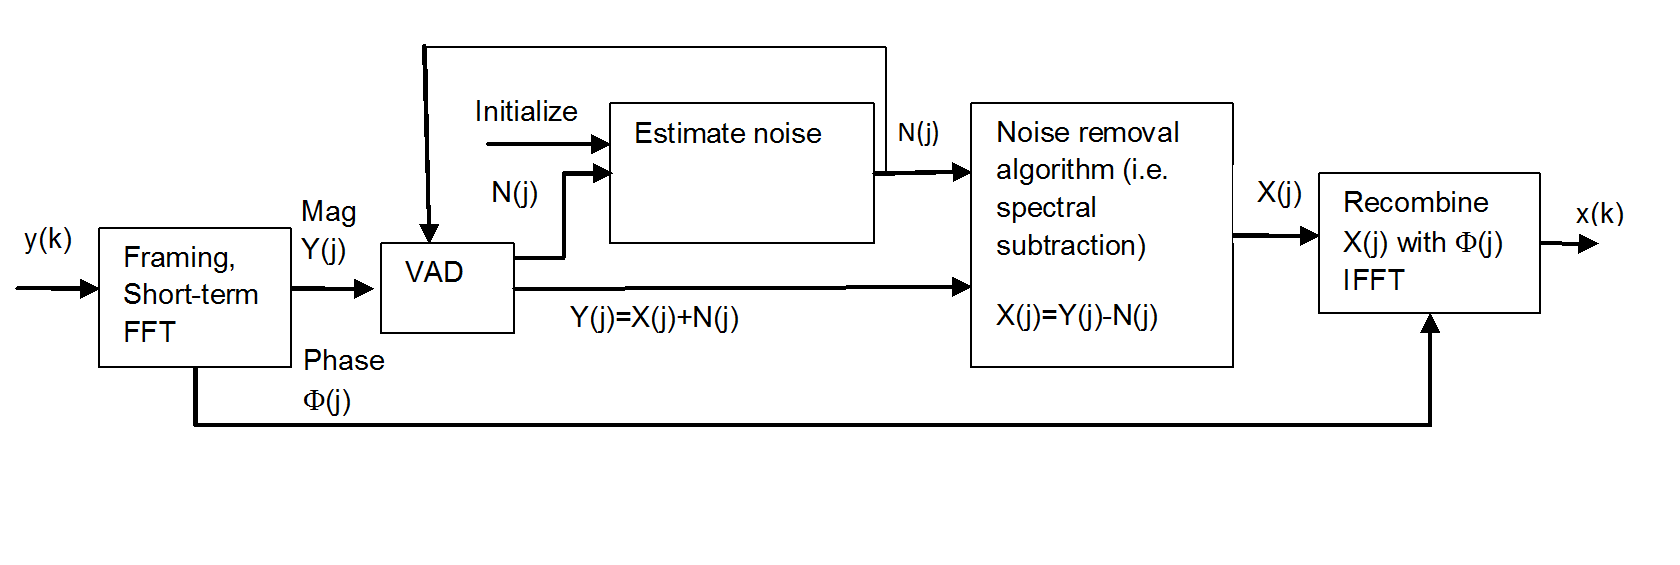 y(k)
Framing,
Short-term
FFT
Mag
Y(j)
Phase
Φ(j)
VAD
Initialize
N(j)
Estimate noise
Y(j)=X(j)+N(j)
N(j)
Noise removal
algorithm (i.e.
spectral
subtraction)
X(j)=Y(j)-N(j)
X(j)
Recombine
X(j) with Φ(j)
IFFT
x(k)